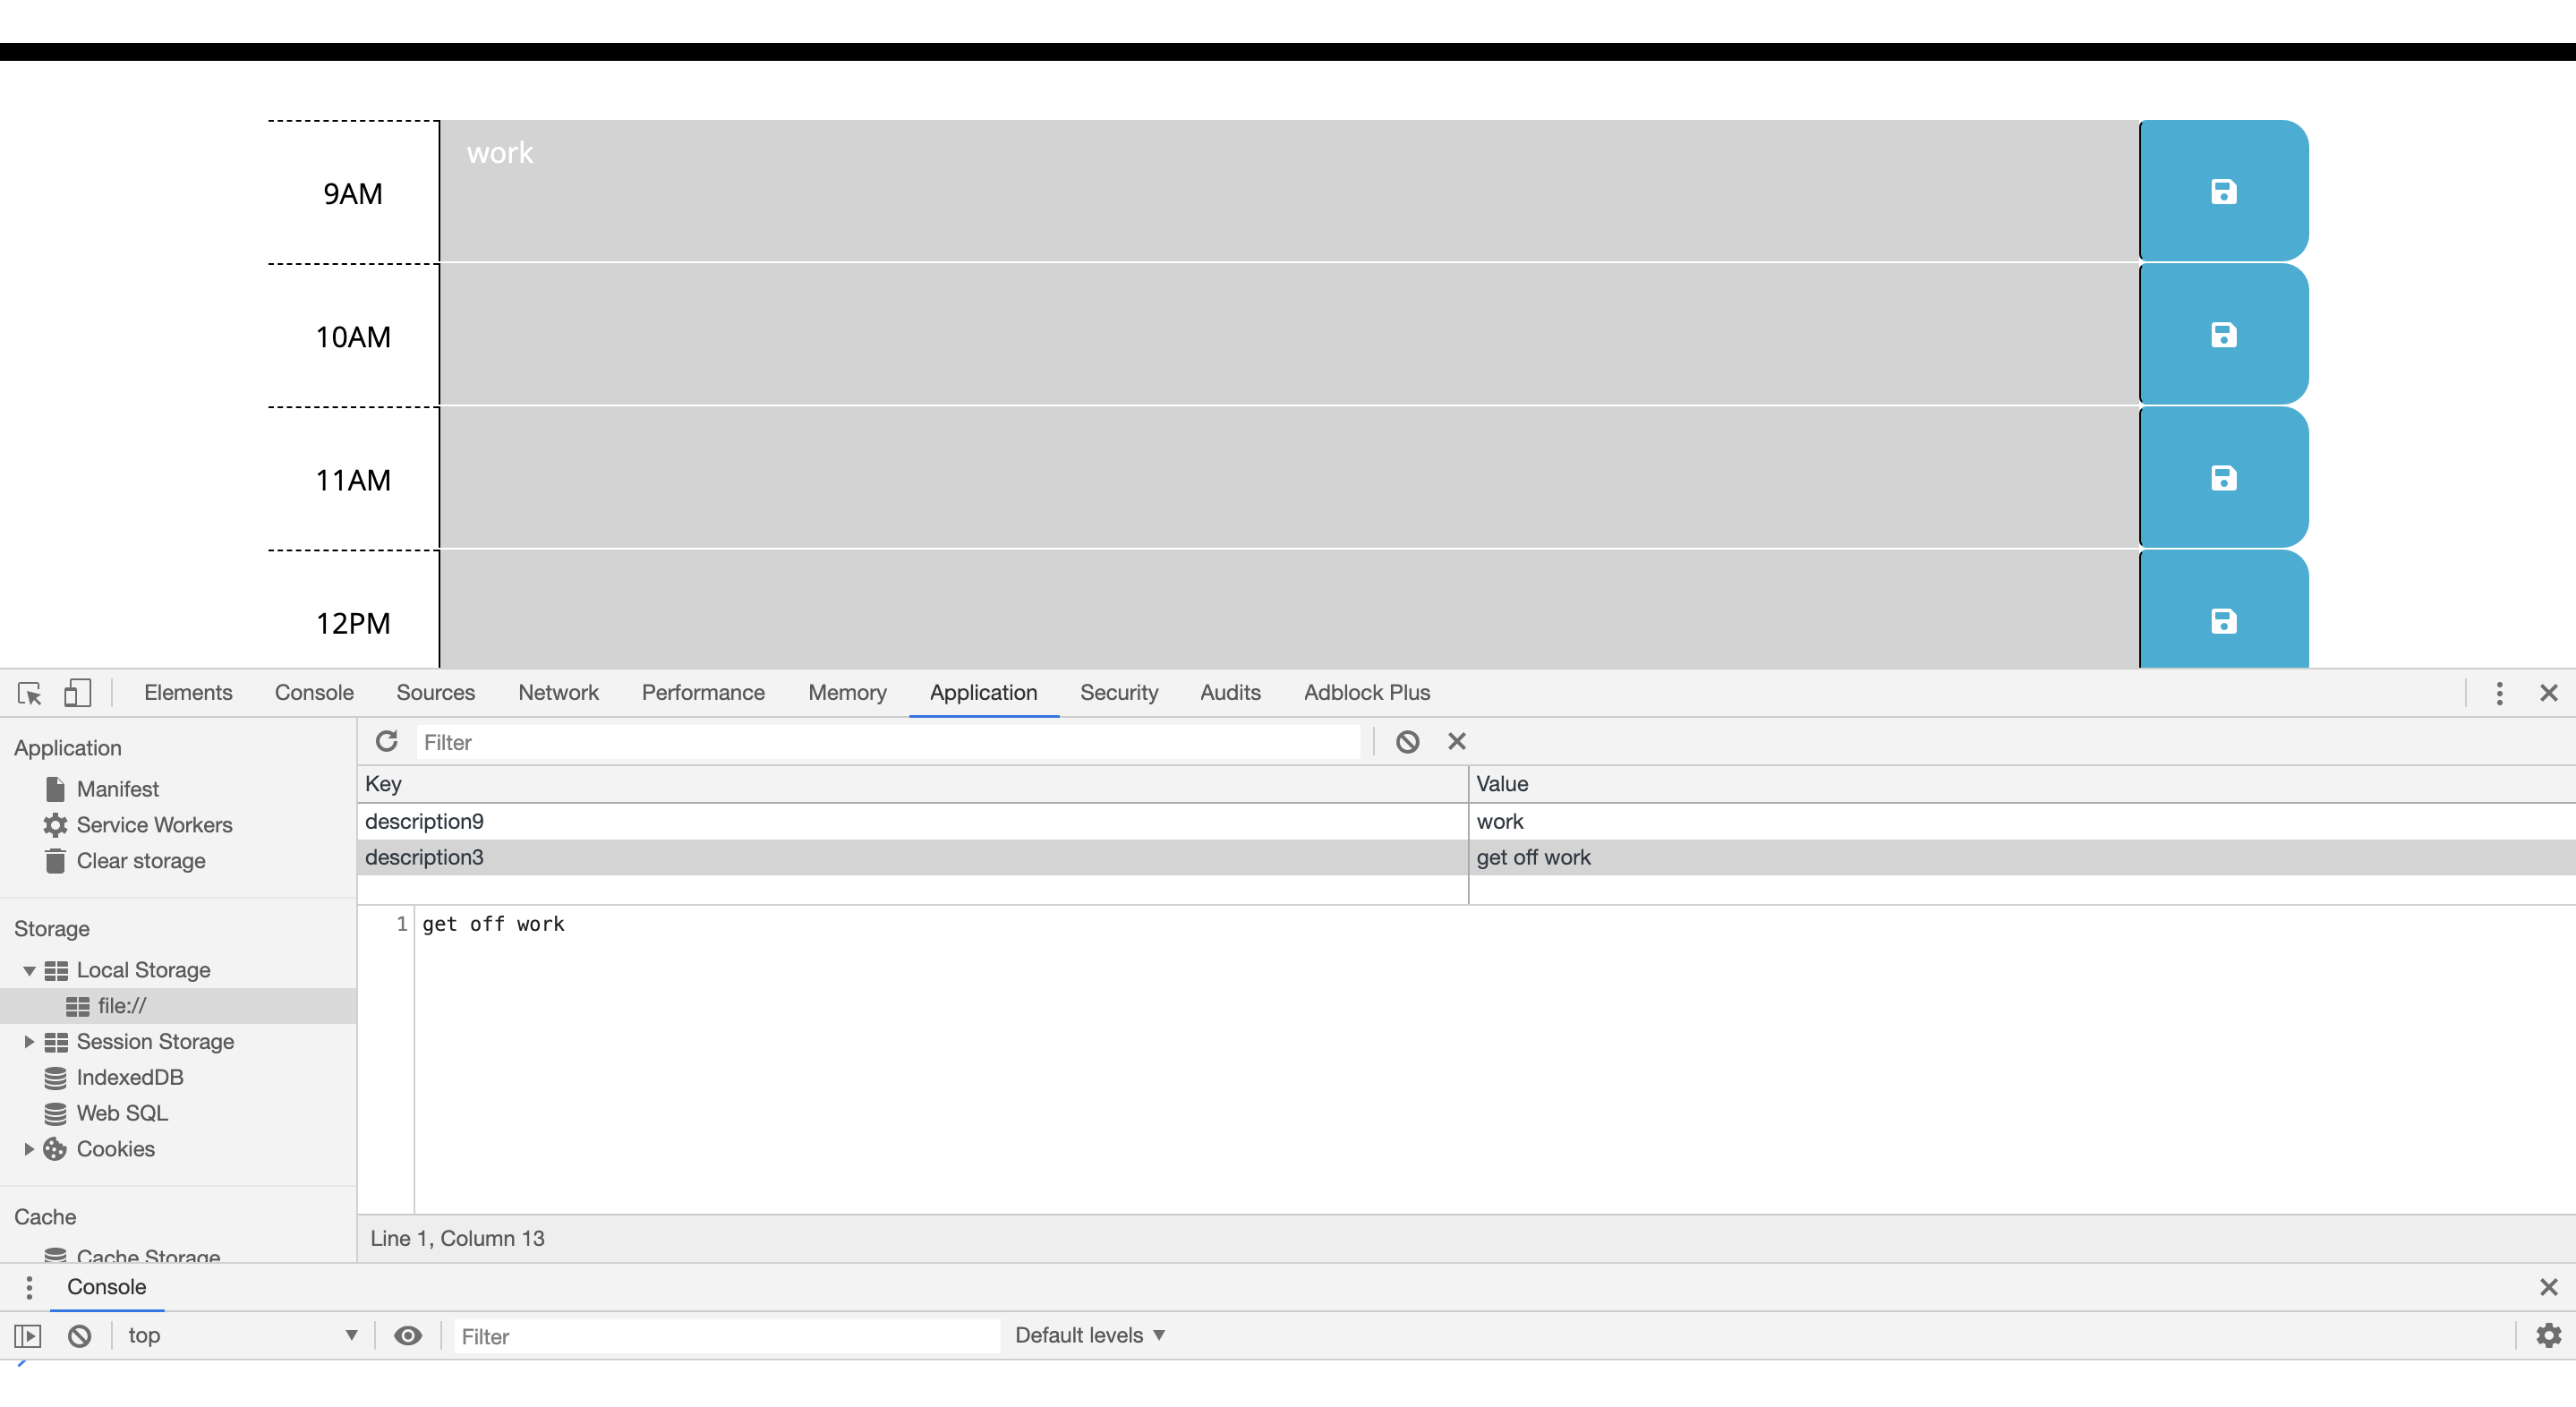 work
9AM
10AM
11AM
12PM
Elements Console Sources Network Performance Memory Application Security Audits Adblock Plus
Application
Manifest
Service Workers
Clear storage
Storage
Local Storage
file://
Session Storage
IndexedDB
Web SQL
Cookies
Cache
Cache Storage
Filter
Key Value
description9 work
description3 get off work
1 get off work
Line 1, Column 13
Console
top Filter Default levels